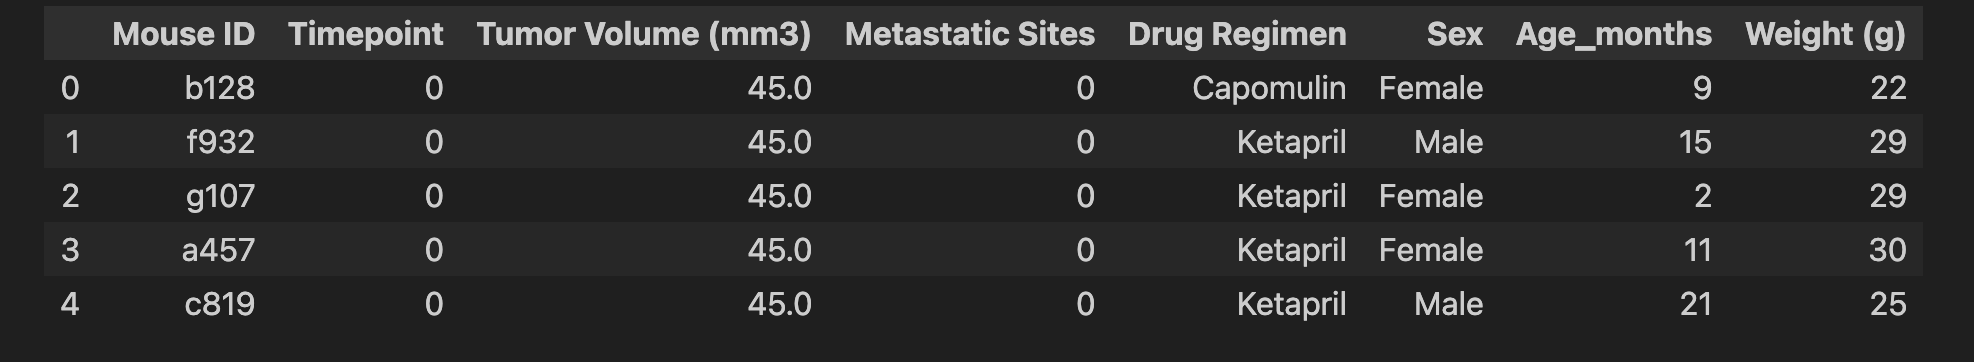 Mouse ID Timepoint Tumor Volume (mm3) Metastatic Sites Drug Regimen Sex Age_months Weight (g)
0 b128 0 45.0 0 Capomulin Female 9 22
1 f932 0 45.0 0 Ketapril Male 15 29
2 g107 0 45.0 0 Ketapril Female 2 29
3 a457 0 45.0 0 Ketapril Female 11 30
4 c819 0 45.0 0 Ketapril Male 21 25